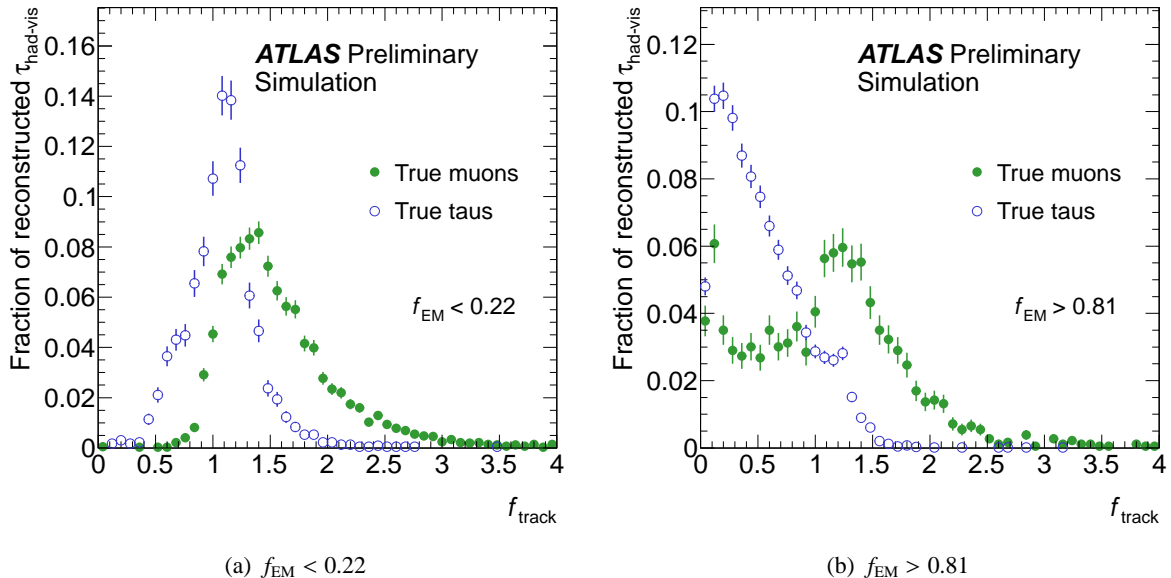 Fraction of reconstructed τhad-vis
0.16
0.14
0.12
0.1
0.08
0.06
0.04
0.02
0
ATLAS Preliminary
Simulation
True muons
True taus
fEM < 0.22
0 0.5 1 1.5 2 2.5 3 3.5 4
ftrack
(a) fEM < 0.22
Fraction of reconstructed τhad-vis
0.12
0.1
0.08
0.06
0.04
0.02
0
ATLAS Preliminary
Simulation
True muons
True taus
fEM > 0.81
0 0.5 1 1.5 2 2.5 3 3.5 4
ftrack
(b) fEM > 0.81